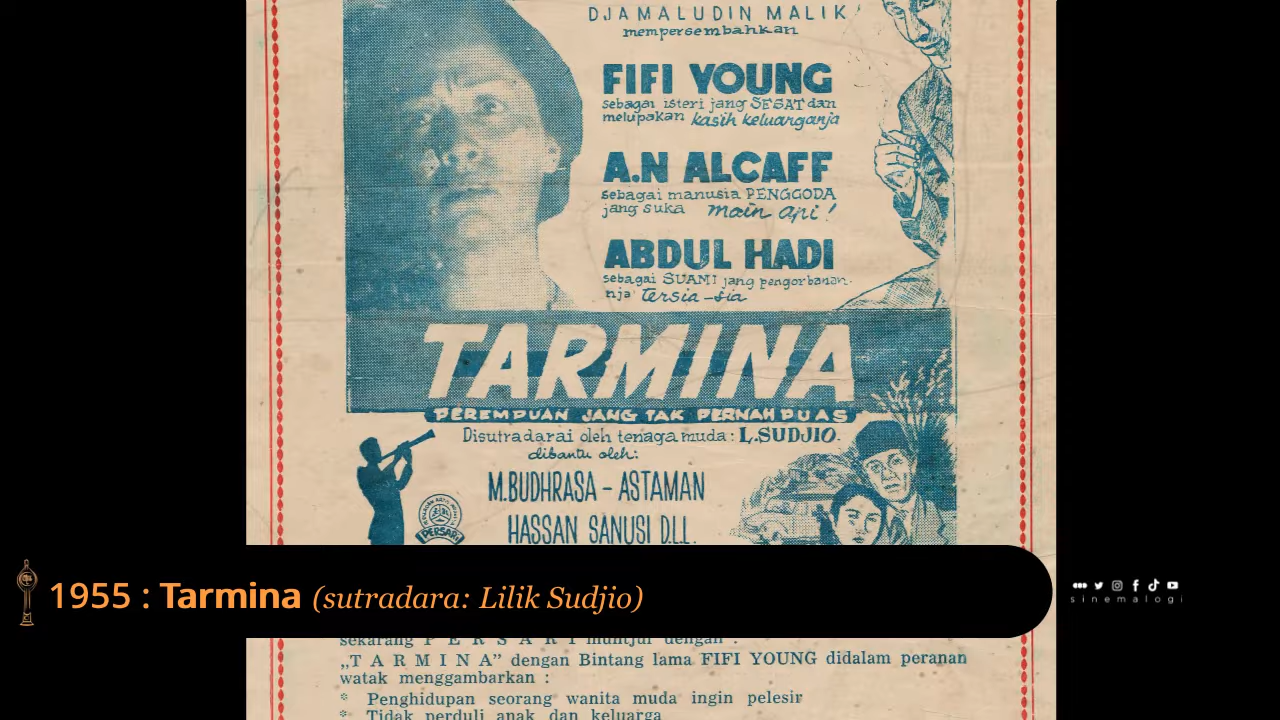 DJAMALUDIN MALIK
mempersembahkan
FIFI YOUNG
sebagai isteri jang SESAT dan
melupakan kasih keluarganja
A.N ALCAFF
sebagai manusia PENGGODA
jang suka main api!
ABDUL HADI
sebagai SUAMI jang pengorbanan-
nja tersia-sia
TARMINA
PEREMPUAN JANG TAK PERNAH PUAS
Disutradarai oleh tenaga muda: L.SUDJIO.
dibantu oleh:
M.BUDHRASA - ASTAMAN
HASSAN SANUSI D.L.L.
PERSARI
1955 : Tarmina (sutradara: Lilik Sudjio)
sinemalogi
sekarang PERSARI muntjul dengan :
„TARMINA” dengan Bintang lama FIFI YOUNG didalam peranan
watak menggambarkan :
* Penghidupan seorang wanita muda ingin pelesir
* Tidak perduli anak dan keluarga